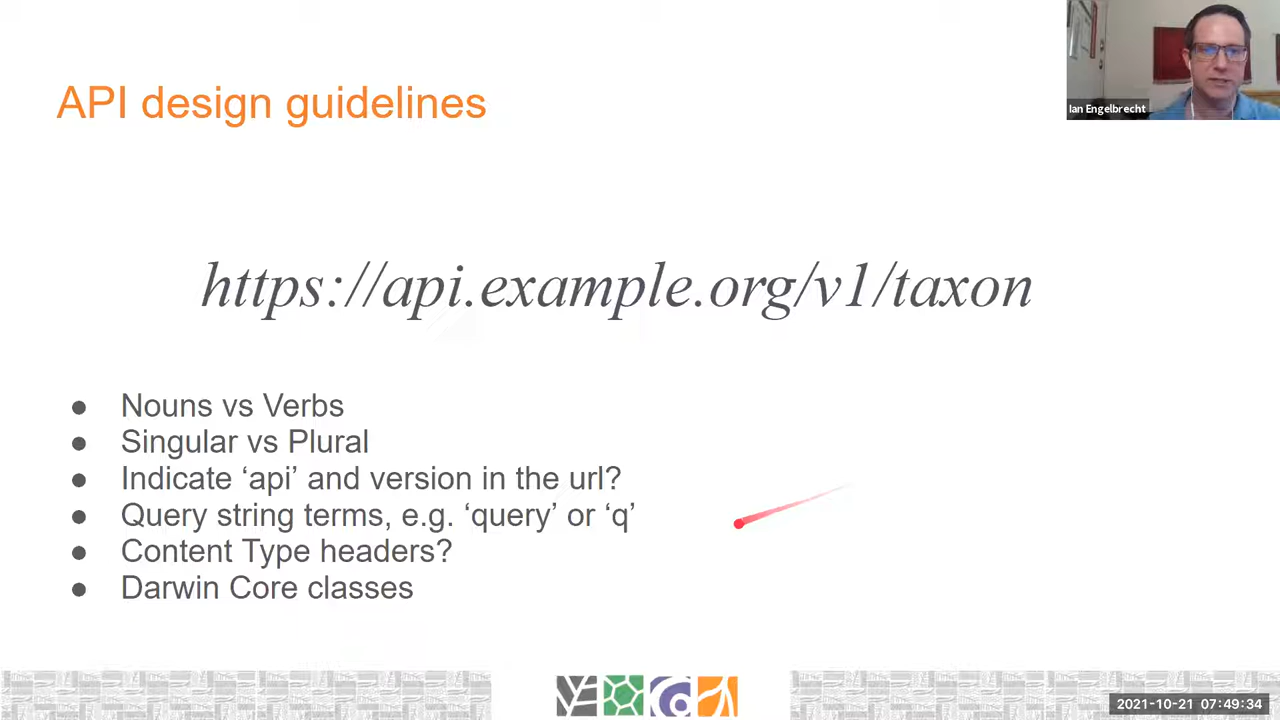 API design guidelines
Ian Engelbrecht
https://api.example.org/v1/taxon
● Nouns vs Verbs
● Singular vs Plural
● Indicate ‘api’ and version in the url?
● Query string terms, e.g. ‘query’ or ‘q’
● Content Type headers?
● Darwin Core classes
2021-10-21 07:49:34